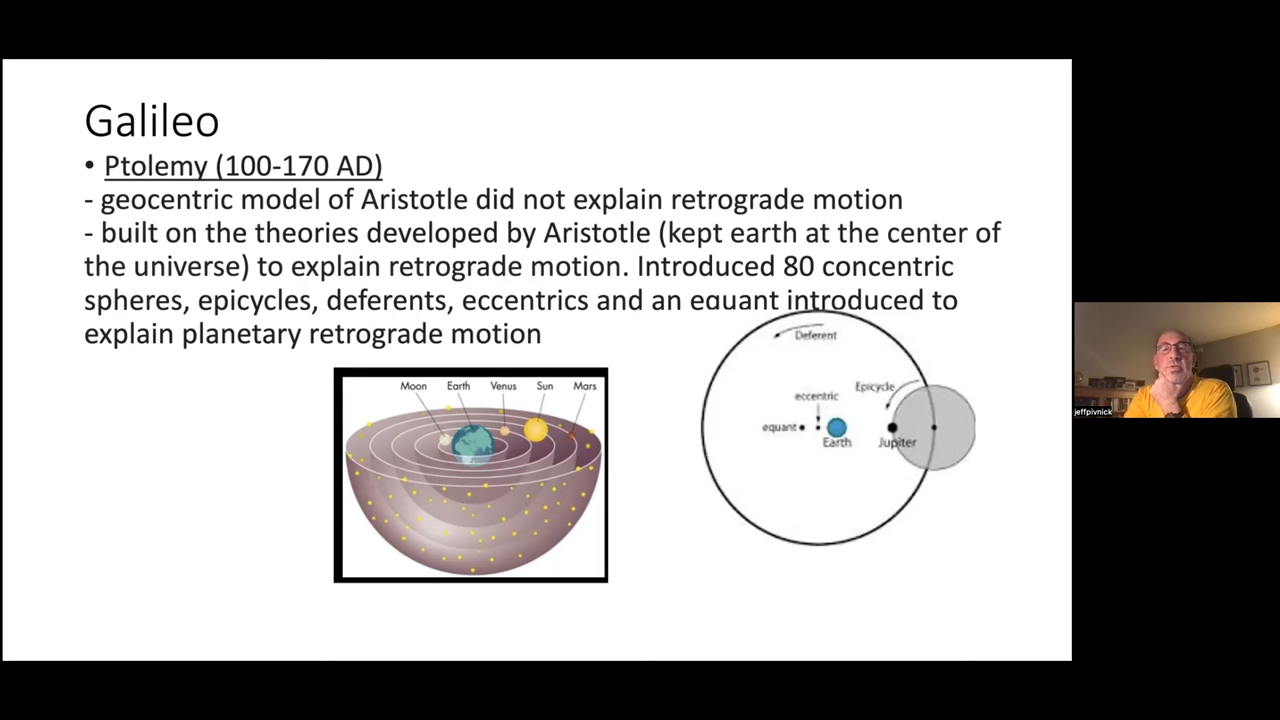 Galileo
• Ptolemy (100-170 AD)
- geocentric model of Aristotle did not explain retrograde motion
- built on the theories developed by Aristotle (kept earth at the center of
the universe) to explain retrograde motion. Introduced 80 concentric
spheres, epicycles, deferents, eccentrics and an equant introduced to
explain planetary retrograde motion
Moon Earth Venus Sun Mars
Deferent
Epicycle
eccentric
equant
Earth
Jupiter
jeffpivnick